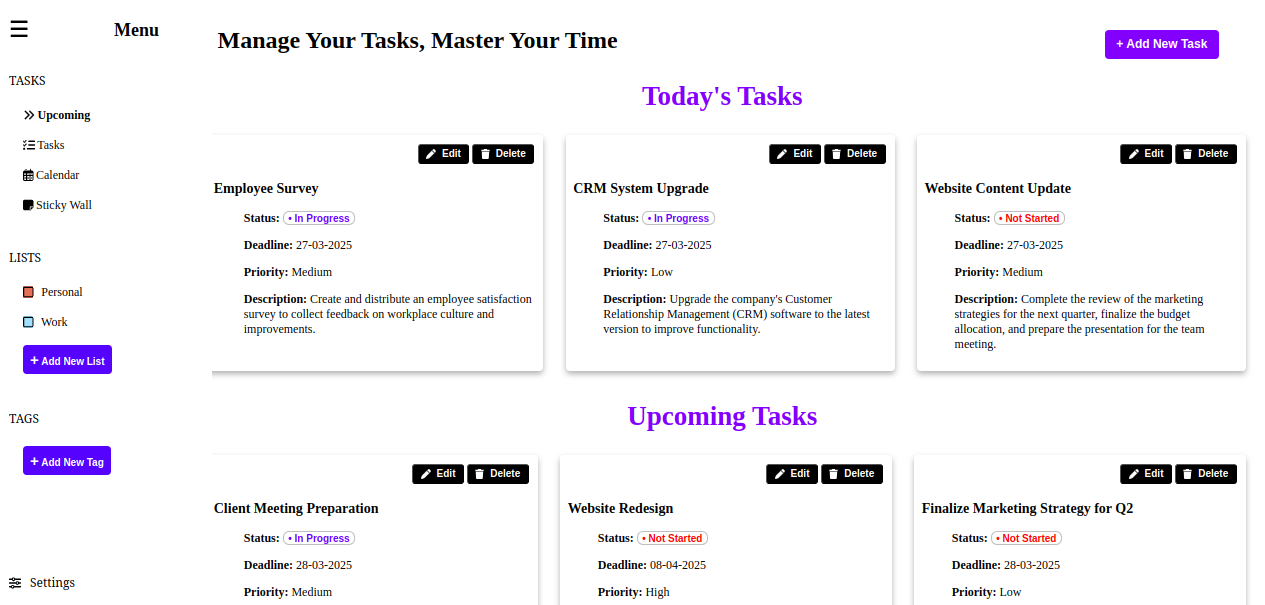 Menu
TASKS
Upcoming
Tasks
Calendar
Sticky Wall
LISTS
Personal
Work
+ Add New List
TAGS
+ Add New Tag
Settings
Manage Your Tasks, Master Your Time
+ Add New Task
Today's Tasks
Edit Delete
Employee Survey
Status: • In Progress
Deadline: 27-03-2025
Priority: Medium
Description: Create and distribute an employee satisfaction
survey to collect feedback on workplace culture and
improvements.
Edit Delete
CRM System Upgrade
Status: • In Progress
Deadline: 27-03-2025
Priority: Low
Description: Upgrade the company's Customer
Relationship Management (CRM) software to the latest
version to improve functionality.
Edit Delete
Website Content Update
Status: • Not Started
Deadline: 27-03-2025
Priority: Medium
Description: Complete the review of the marketing
strategies for the next quarter, finalize the budget
allocation, and prepare the presentation for the team
meeting.
Upcoming Tasks
Edit Delete
Client Meeting Preparation
Status: • In Progress
Deadline: 28-03-2025
Priority: Medium
Edit Delete
Website Redesign
Status: • Not Started
Deadline: 08-04-2025
Priority: High
Edit Delete
Finalize Marketing Strategy for Q2
Status: • Not Started
Deadline: 28-03-2025
Priority: Low